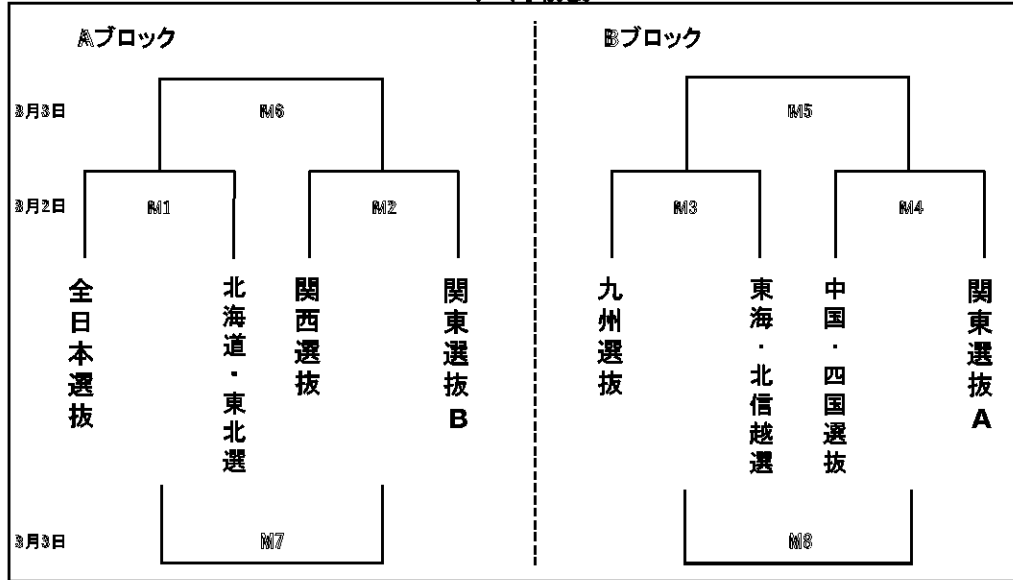 Aブロック
Bブロック
3月3日
M6
M5
3月2日
M1
M2
M3
M4
全日本選抜
北海道・東北選
関西選抜
関東選抜B
九州選抜
東海・北信越選
中国・四国選抜
関東選抜A
3月3日
M7
M8